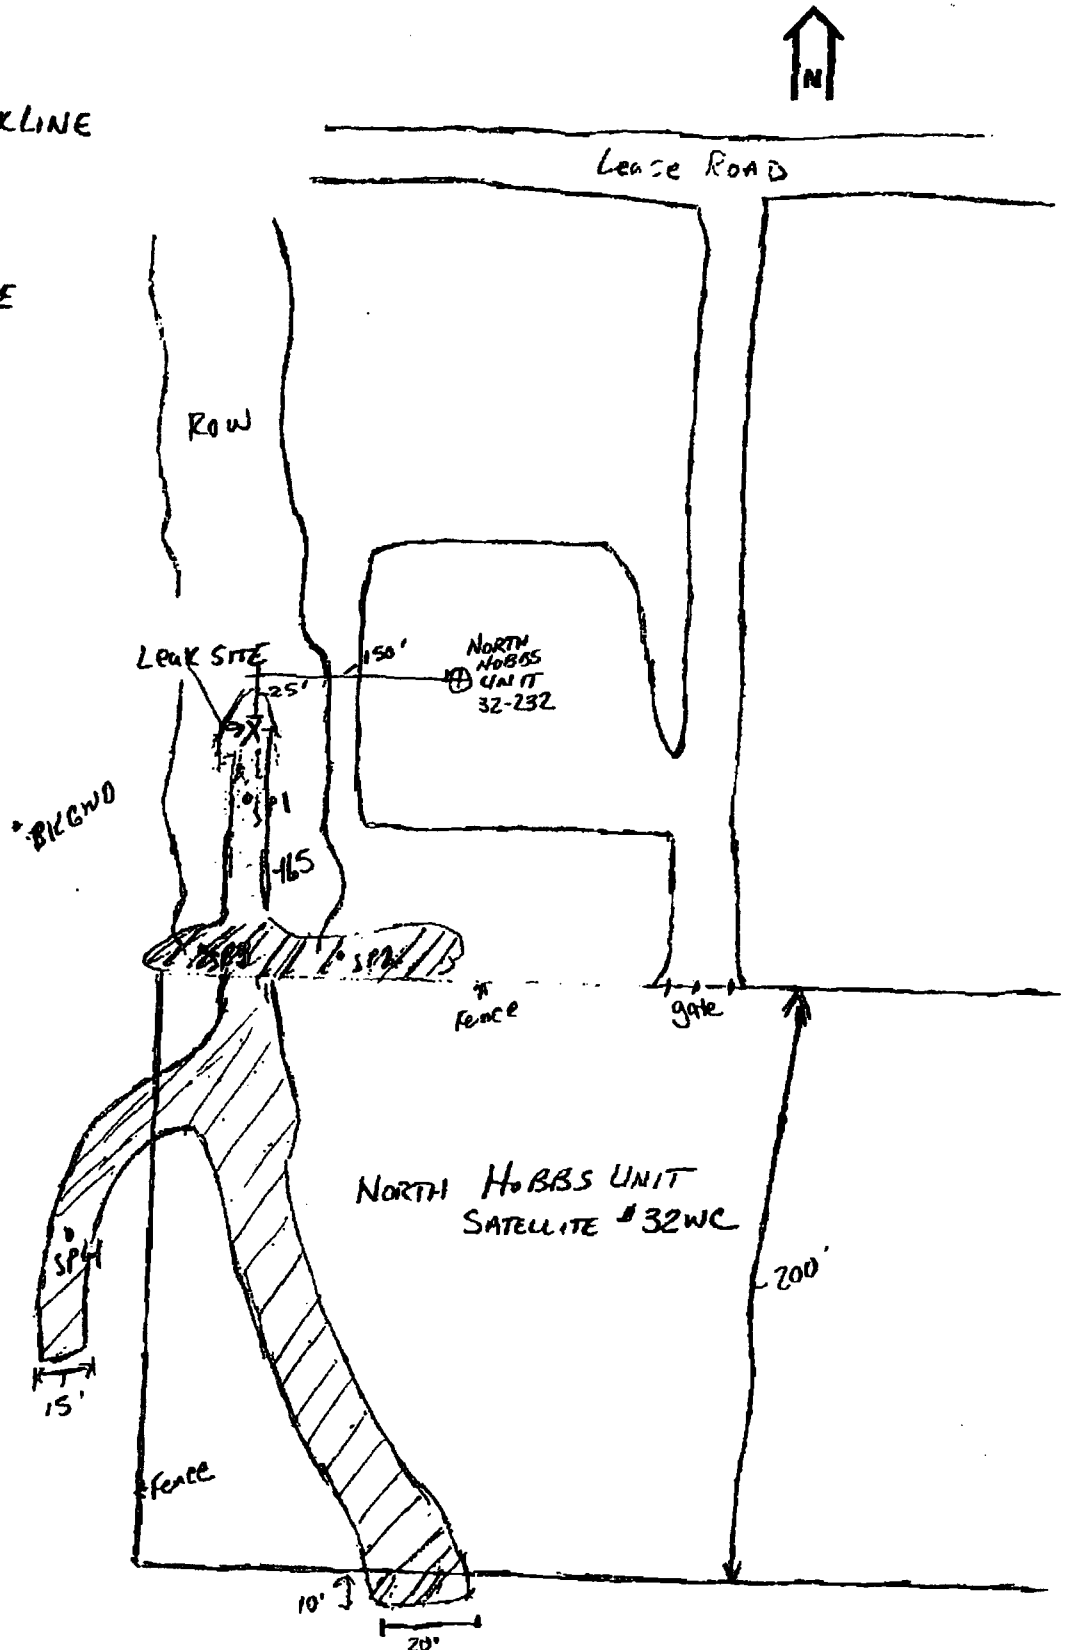 N
KLINE
Lease ROAD
E
ROW
Leak SITE
150'
NORTH
HOBBS
UNIT
32-232
25'
X
SP1
*BKGND
165
SP3
SP2
Fence
gate
NORTH HOBBS UNIT
SATELLITE #32WC
SP4
200'
15'
Fence
10'
20'